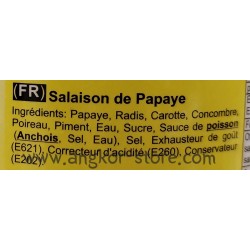 (FR) Salaison de Papaye
Ingrédients: Papaye, Radis, Carotte, Concombre,
Poireau, Piment, Eau, Sucre, Sauce de poisson
(Anchois, Sel, Eau), Sel, Exhausteur de goût
(E621), Correcteur d'acidité (E260), Conservateur
(E202)
www.angkor-store.com